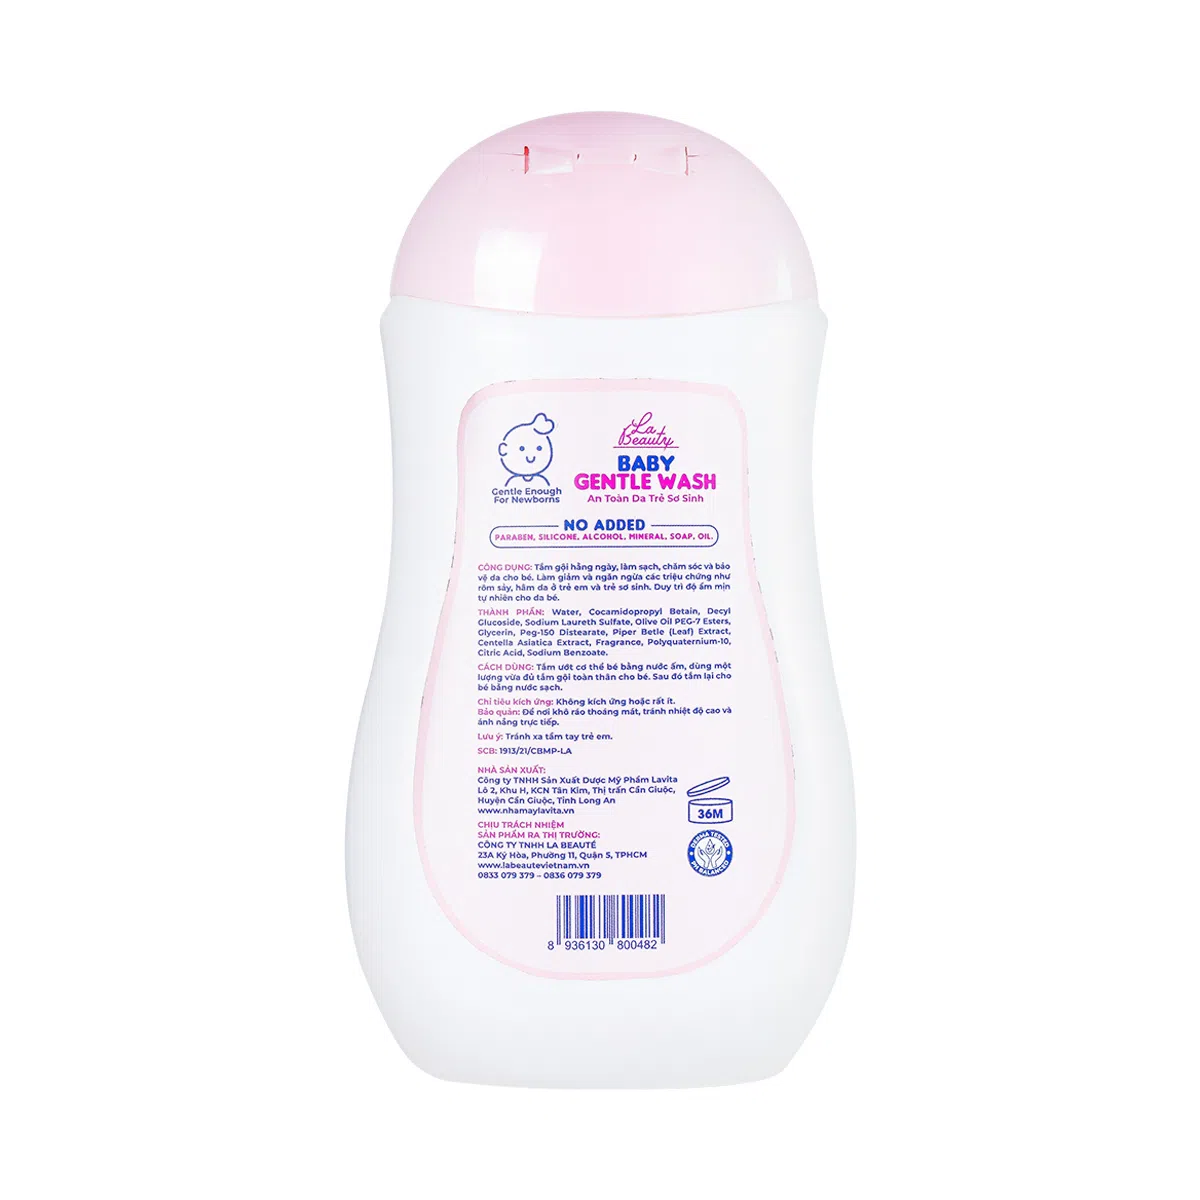 La
Beauty
BABY
GENTLE WASH
An Toàn Da Trẻ Sơ Sinh
Gentle Enough
For Newborns
NO ADDED
PARABEN, SILICONE, ALCONOL, MINERAL, SOAP, OIL.
CÔNG DỤNG: Tắm gội hằng ngày, làm sạch, chăm sóc và bảo
vệ da cho bé. Làm giảm và ngăn ngừa các triệu chứng như
rôm sảy, hăm da ở trẻ em và trẻ sơ sinh. Duy trì độ ẩm mịn
tự nhiên cho da bé.
THÀNH PHẦN: Water, Cocamidopropyl Betain, Decyl
Glucoside, Sodium Laureth Sulfate, Olive Oil PEG-7 Esters,
Glycerin, Peg-150 Distearate, Piper Betle (Leaf) Extract,
Centella Asiatica Extract, Fragrance, Polyquaternium-10,
Citric Acid, Sodium Benzoate.
CÁCH DÙNG: Tắm ướt cơ thể bé bằng nước ấm, dùng một
lượng vừa đủ tắm gội toàn thân cho bé. Sau đó tắm lại cho
bé bằng nước sạch.
Chỉ tiêu kích ứng: Không kích ứng hoặc rất ít.
Bảo quản: Để nơi khô ráo thoáng mát, tránh nhiệt độ cao và
ánh nắng trực tiếp.
Lưu ý: Tránh xa tầm tay trẻ em.
SCB: 1913/21/CBMP-LA
NHÀ SẢN XUẤT:
Công ty TNHH Sản Xuất Dược Mỹ Phẩm Lavita
Lô 2, Khu H, KCN Tân Kim, Thị trấn Cần Giuộc,
Huyện Cần Giuộc, Tỉnh Long An
www.nhamaylavita.vn
36M
CHỊU TRÁCH NHIỆM
SẢN PHẨM RA THỊ TRƯỜNG:
CÔNG TY TNHH LA BEAUTÉ
23A Ký Hòa, Phường 11, Quận 5, TPHCM
www.labeautevietnam.vn
0833 079 379 – 0836 079 379
DERMA TESTED
PH BALANCED
8 936130 800482